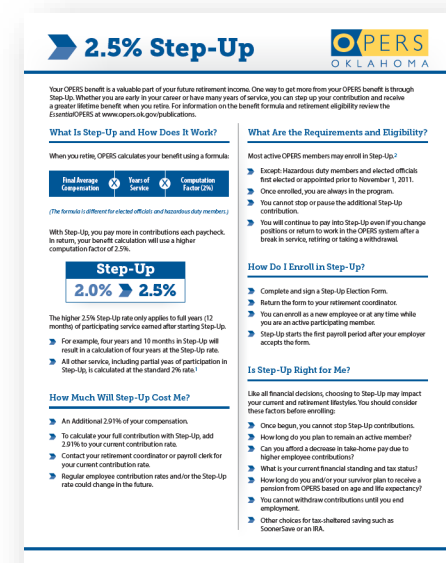 2.5% Step-Up
OPERS
OKLAHOMA
Your OPERS benefit is a valuable part of your future retirement income. One way to get more from your OPERS benefit is through
Step-Up. Whether you are early in your career or have many years of service, you can step up your contribution and receive
a greater lifetime benefit when you retire. For information on the benefit formula and retirement eligibility review the
EssentialOPERS at www.opers.ok.gov/publications.
What Is Step-Up and How Does It Work?
When you retire, OPERS calculates your benefit using a formula:
Final Average
Compensation
X
Years of
Service
X
Computation
Factor (2%)
(The formula is different for elected officials and hazardous duty members.)
With Step-Up, you pay more in contributions each paycheck.
In return, your benefit calculation will use a higher
computation factor of 2.5%.
Step-Up
2.0% 2.5%
The higher 2.5% Step-Up rate only applies to full years (12
months) of participating service earned after starting Step-Up.
For example, four years and 10 months in Step-Up will
result in a calculation of four years at the Step-Up rate.
All other service, including partial yeas of participation in
Step-Up, is calculated at the standard 2% rate.1
How Much Will Step-Up Cost Me?
An Additional 2.91% of your compensation.
To calculate your full contribution with Step-Up, add
2.91% to your current contribution rate.
Contact your retirement coordinator or payroll clerk for
your current contribution rate.
Regular employee contribution rates and/or the Step-Up
rate could change in the future.
What Are the Requirements and Eligibility?
Most active OPERS members may enroll in Step-Up.2
Except: Hazardous duty members and elected officials
first elected or appointed prior to November 1, 2011.
Once enrolled, you are always in the program.
You cannot stop or pause the additional Step-Up
contribution.
You will continue to pay into Step-Up even if you change
positions or return to work in the OPERS system after a
break in service, retiring or taking a withdrawal.
How Do I Enroll in Step-Up?
Complete and sign a Step-Up Election Form.
Return the form to your retirement coordinator.
You can enroll as a new employee or at any time while
you are an active participating member.
Step-Up starts the first payroll period after your employer
accepts the form.
Is Step-Up Right for Me?
Like all financial decisions, choosing to Step-Up may impact
your current and retirement lifestyles. You should consider
these factors before enrolling:
Once begun, you cannot stop Step-Up contributions.
How long do you plan to remain an active member?
Can you afford a decrease in take-home pay due to
higher employee contributions?
What is your current financial standing and tax status?
How long do you and/or your survivor plan to receive a
pension from OPERS based on age and life expectancy?
You cannot withdraw contributions until you end
employment.
Other choices for tax-sheltered saving such as
SoonerSave or an IRA.